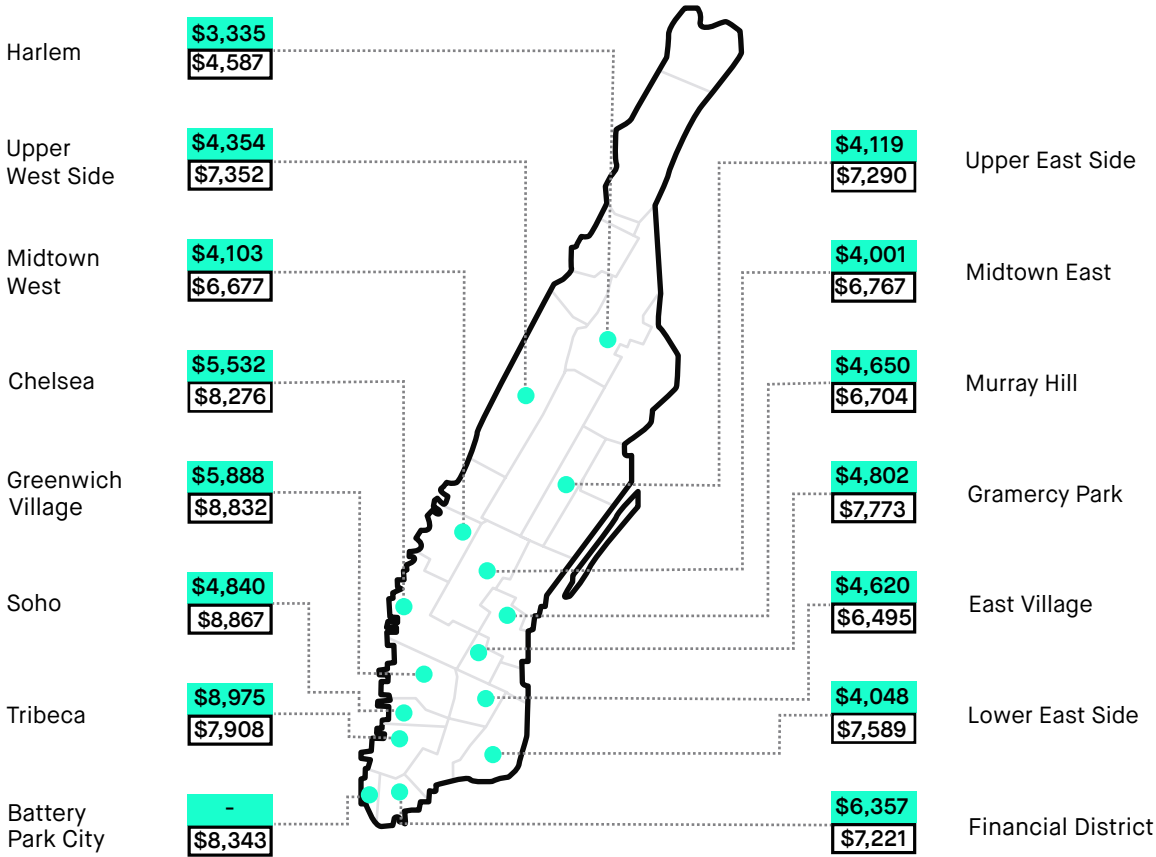 Harlem
$3,335
$4,587
Upper
West Side
$4,354
$7,352
Midtown
West
$4,103
$6,677
Chelsea
$5,532
$8,276
Greenwich
Village
$5,888
$8,832
Soho
$4,840
$8,867
Tribeca
$8,975
$7,908
Battery
Park City
-
$8,343
$4,119
$7,290
Upper East Side
$4,001
$6,767
Midtown East
$4,650
$6,704
Murray Hill
$4,802
$7,773
Gramercy Park
$4,620
$6,495
East Village
$4,048
$7,589
Lower East Side
$6,357
$7,221
Financial District